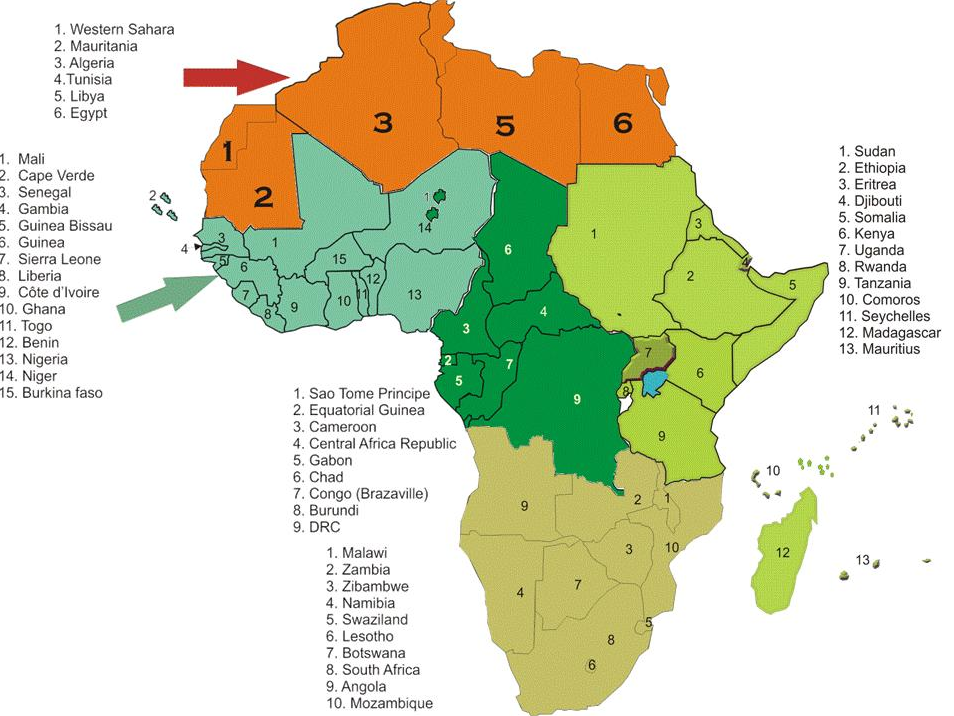 1. Western Sahara
2. Mauritania
3. Algeria
4.Tunisia
5. Libya
6. Egypt
1. Mali
2. Cape Verde
3. Senegal
4. Gambia
5. Guinea Bissau
6. Guinea
7. Sierra Leone
8. Liberia
9. Côte d'Ivoire
10. Ghana
11. Togo
12. Benin
13. Nigeria
14. Niger
15. Burkina faso
1. Sao Tome Principe
2. Equatorial Guinea
3. Cameroon
4. Central Africa Republic
5. Gabon
6. Chad
7. Congo (Brazaville)
8. Burundi
9. DRC
1. Malawi
2. Zambia
3. Zibambwe
4. Namibia
5. Swaziland
6. Lesotho
7. Botswana
8. South Africa
9. Angola
10. Mozambique
1. Sudan
2. Ethiopia
3. Eritrea
4. Djibouti
5. Somalia
6. Kenya
7. Uganda
8. Rwanda
9. Tanzania
10. Comoros
11. Seychelles
12. Madagascar
13. Mauritius
3
5
6
1
2
2
1
14
3
4
1
15
5
6
12
7
8
9
10
11
13
6
4
3
2
5
7
9
1
3
2
4
5
7
6
8
9
11
10
12
13
9
2
1
3
10
4
7
5
8
6